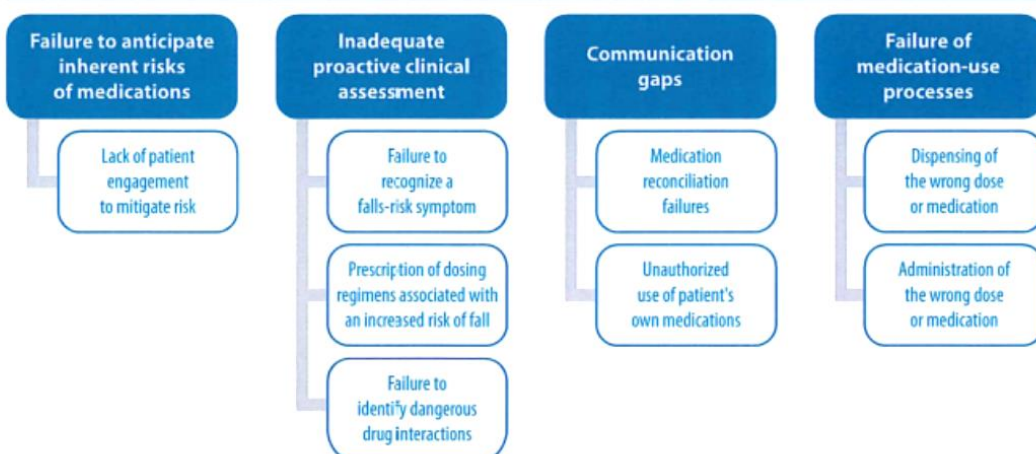 Failure to anticipate
inherent risks
of medications
Lack of patient
engagement
to mitigate risk
Inadequate
proactive clinical
assessment
Failure to
recognize a
falls-risk symptom
Prescription of dosing
regimens associated with
an increased risk of fall
Failure to
identify dangerous
drug interactions
Communication
gaps
Medication
reconciliation
failures
Unauthorized
use of patient's
own medications
Failure of
medication-use
processes
Dispensing of
the wrong dose
or medication
Administration of
the wrong dose
or medication